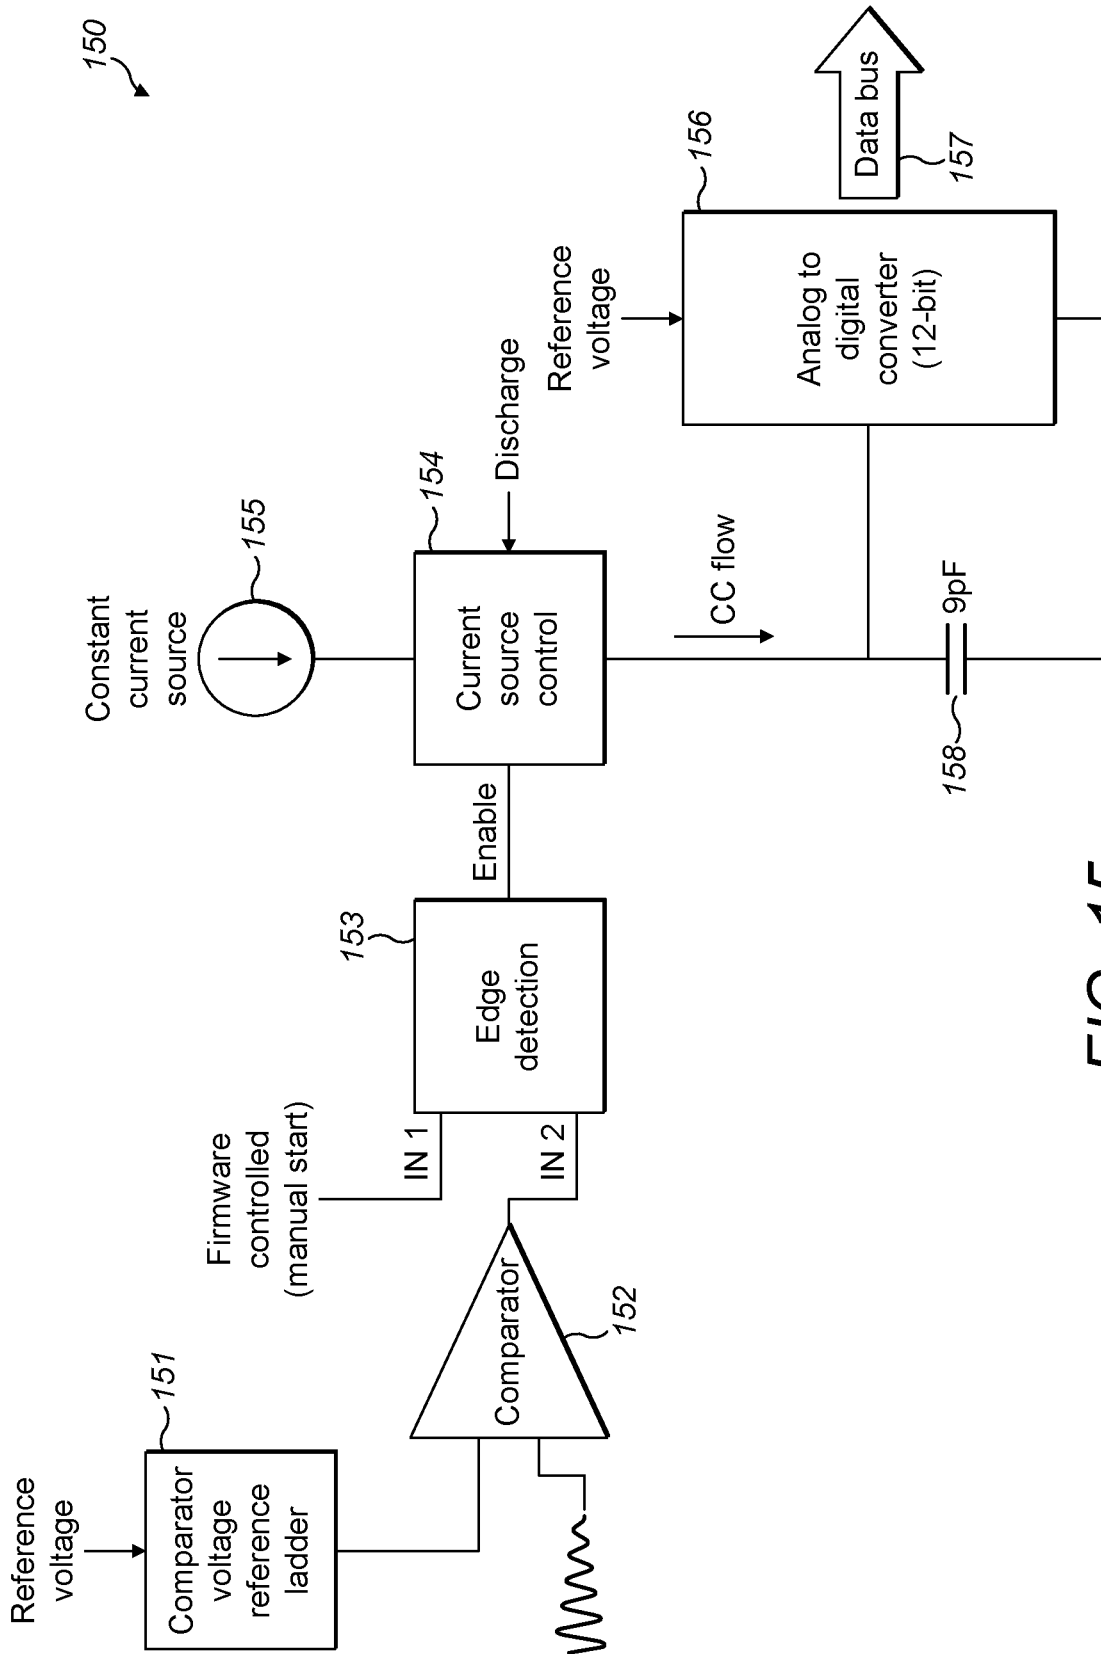 150
Reference
voltage
Comparator
voltage
reference
ladder
151
Firmware
controlled
(manual start)
Constant
current
source
155
IN 1
IN 2
Comparator
152
153
Edge
detection
Enable
154
Current
source
control
Discharge
CC flow
Reference
voltage
156
Analog to
digital
converter
(12-bit)
Data bus
157
158
9pF